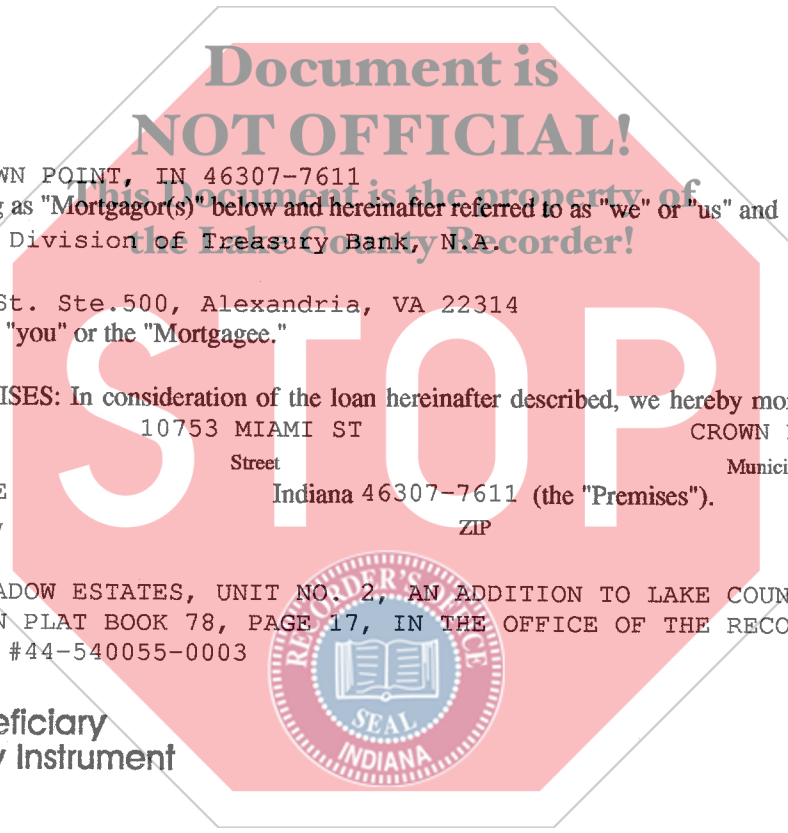 Document is
NOT OFFICIAL!
WN POINT, IN 46307-7611
This Document is the property of
g as "Mortgagor(s)" below and hereinafter referred to as "we" or "us" and
Division of Treasury Bank, N.A.
the Lake County Recorder!
St. Ste.500, Alexandria, VA 22314
"you" or the "Mortgagee."
STOP
ISES: In consideration of the loan hereinafter described, we hereby mor
10753 MIAMI ST CROWN
Street Munici
E Indiana 46307-7611 (the "Premises").
ZIP
ADOW ESTATES, UNIT NO. 2, AN ADDITION TO LAKE COUN
N PLAT BOOK 78, PAGE 17, IN THE OFFICE OF THE RECO
#44-540055-0003
RECORDER'S OFFICE
SEAL
INDIANA
eficiary
y Instrument